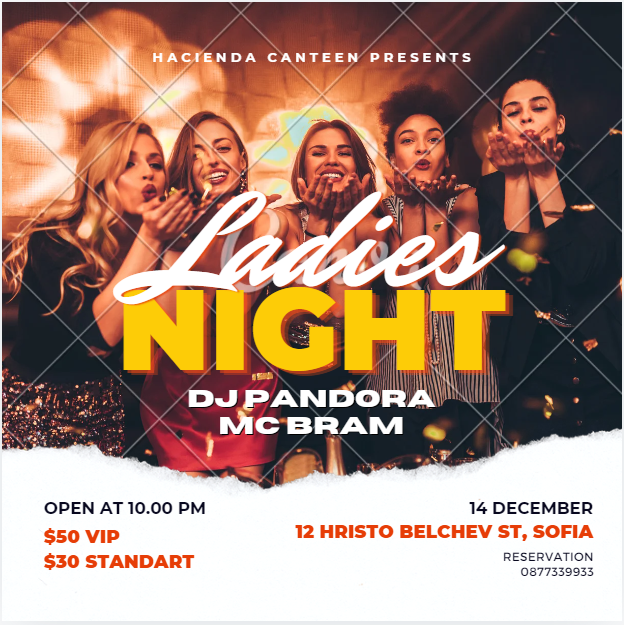 HACIENDA CANTEEN PRESENTS
Ladies
NIGHT
DJ PANDORA
MC BRAM
OPEN AT 10.00 PM
$50 VIP
$30 STANDART
14 DECEMBER
12 HRISTO BELCHEV ST, SOFIA
RESERVATION
0877339933